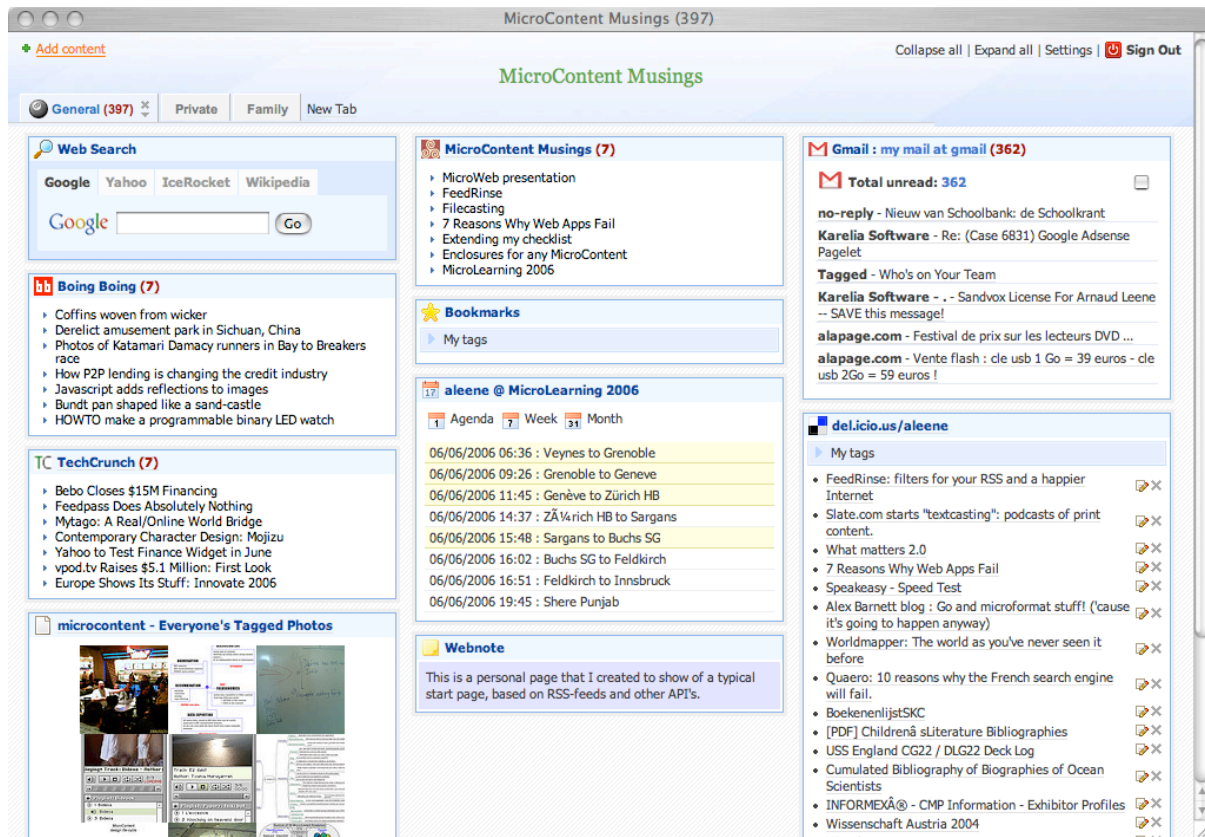 MicroContent Musings (397)
Add content
Collapse all | Expand all | Settings | Sign Out
MicroContent Musings
General (397)
Private
Family
New Tab
Web Search
Google Yahoo IceRocket Wikipedia
Google
Go
Boing Boing (7)
Coffins woven from wicker
Derelict amusement park in Sichuan, China
Photos of Katamari Damacy runners in Bay to Breakers
race
How P2P lending is changing the credit industry
Javascript adds reflections to images
Bundt pan shaped like a sand-castle
HOWTO make a programmable binary LED watch
TC TechCrunch (7)
Bebo Closes $15M Financing
Feedpass Does Absolutely Nothing
Mytago: A Real/Online World Bridge
Contemporary Character Design: Mojizu
Yahoo to Test Finance Widget in June
vpod.tv Raises $5.1 Million: First Look
Europe Shows Its Stuff: Innovate 2006
microcontent - Everyone's Tagged Photos
MicroContent Musings (7)
MicroWeb presentation
FeedRinse
Filecasting
7 Reasons Why Web Apps Fail
Extending my checklist
Enclosures for any MicroContent
MicroLearning 2006
Bookmarks
My tags
17 aleene @ MicroLearning 2006
1 Agenda 7 Week 31 Month
06/06/2006 06:36 : Veynes to Grenoble
06/06/2006 09:26 : Grenoble to Geneve
06/06/2006 11:45 : Genève to Zürich HB
06/06/2006 14:37 : ZÃ¼rich HB to Sargans
06/06/2006 15:48 : Sargans to Buchs SG
06/06/2006 16:02 : Buchs SG to Feldkirch
06/06/2006 16:51 : Feldkirch to Innsbruck
06/06/2006 19:45 : Shere Punjab
Webnote
This is a personal page that I created to show of a typical
start page, based on RSS-feeds and other API's.
Gmail : my mail at gmail (362)
Total unread: 362
no-reply - Nieuw van Schoolbank: de Schoolkrant
Karelia Software - Re: (Case 6831) Google Adsense
Pagelet
Tagged - Who's on Your Team
Karelia Software - . - Sandvox License For Arnaud Leene
-- SAVE this message!
alapage.com - Festival de prix sur les lecteurs DVD ...
alapage.com - Vente flash : cle usb 1 Go = 39 euros - cle
usb 2Go = 59 euros !
del.icio.us/aleene
My tags
FeedRinse: filters for your RSS and a happier
Internet
Slate.com starts "textcasting": podcasts of print
content.
What matters 2.0
7 Reasons Why Web Apps Fail
Speakeasy - Speed Test
Alex Barnett blog : Go and microformat stuff! ('cause
it's going to happen anyway)
Worldmapper: The world as you've never seen it
before
Quaero: 10 reasons why the French search engine
will fail.
BoekenenlijstSKC
[PDF] Childrenâ sLiterature Bibliographies
USS England CG22 / DLG22 Deck Log
Cumulated Bibliography of Biographies of Ocean
Scientists
INFORMEXÂ® - CMP Information - Exhibitor Profiles
Wissenschaft Austria 2004